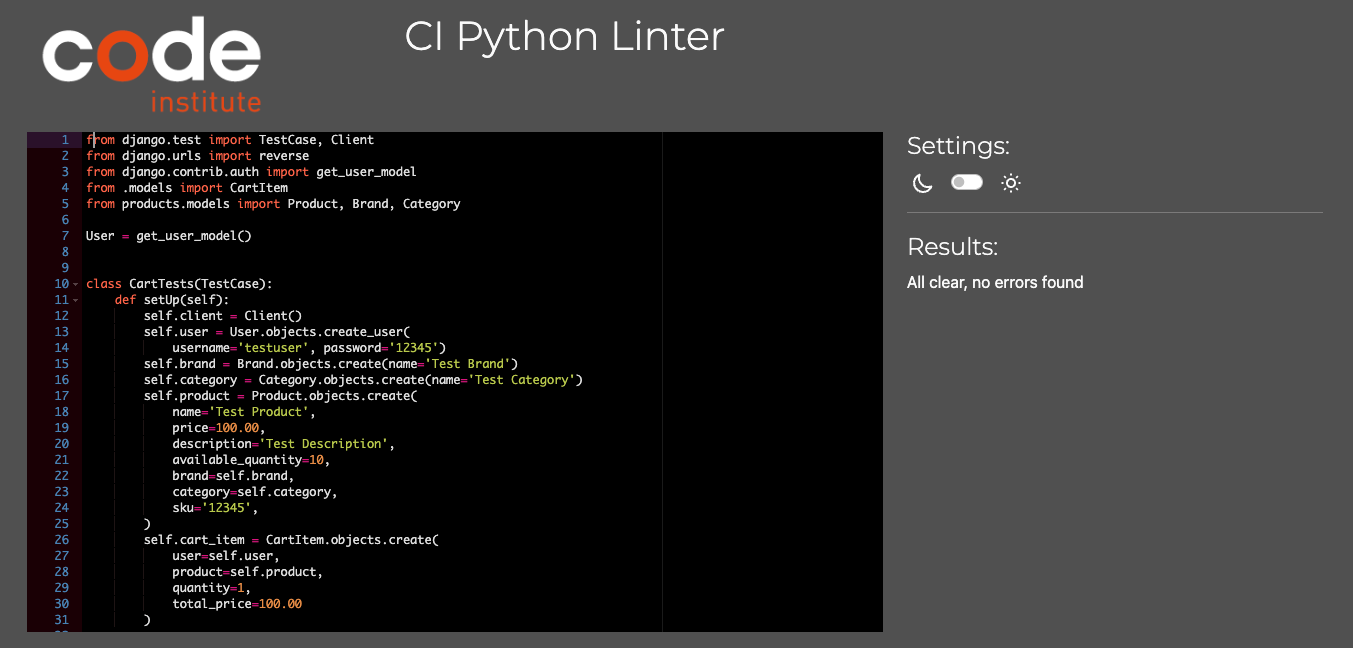 code
institute
CI Python Linter
1 from django.test import TestCase, Client
2 from django.urls import reverse
3 from django.contrib.auth import get_user_model
4 from .models import CartItem
5 from products.models import Product, Brand, Category
6
7 User = get_user_model()
8
9
10 class CartTests(TestCase):
11     def setUp(self):
12         self.client = Client()
13         self.user = User.objects.create_user(
14             username='testuser', password='12345')
15         self.brand = Brand.objects.create(name='Test Brand')
16         self.category = Category.objects.create(name='Test Category')
17         self.product = Product.objects.create(
18             name='Test Product',
19             price=100.00,
20             description='Test Description',
21             available_quantity=10,
22             brand=self.brand,
23             category=self.category,
24             sku='12345',
25         )
26         self.cart_item = CartItem.objects.create(
27             user=self.user,
28             product=self.product,
29             quantity=1,
30             total_price=100.00
31         )
Settings:
Results:
All clear, no errors found